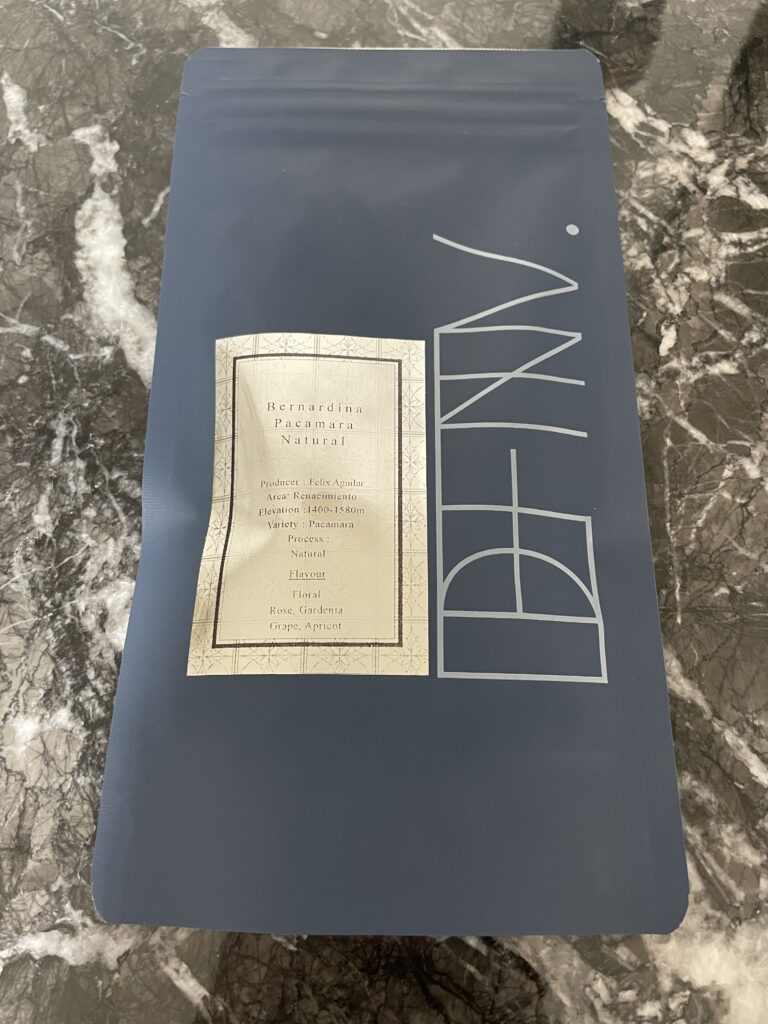 Bernardina
Pacamara
Natural
Producer : Felix Aguilar
Area: Renacimiento
Elevation :1400-1580m
Variety : Pacamara
Process :
Natural
Flavour
Floral
Rose, Gardenia
Grape, Apricot